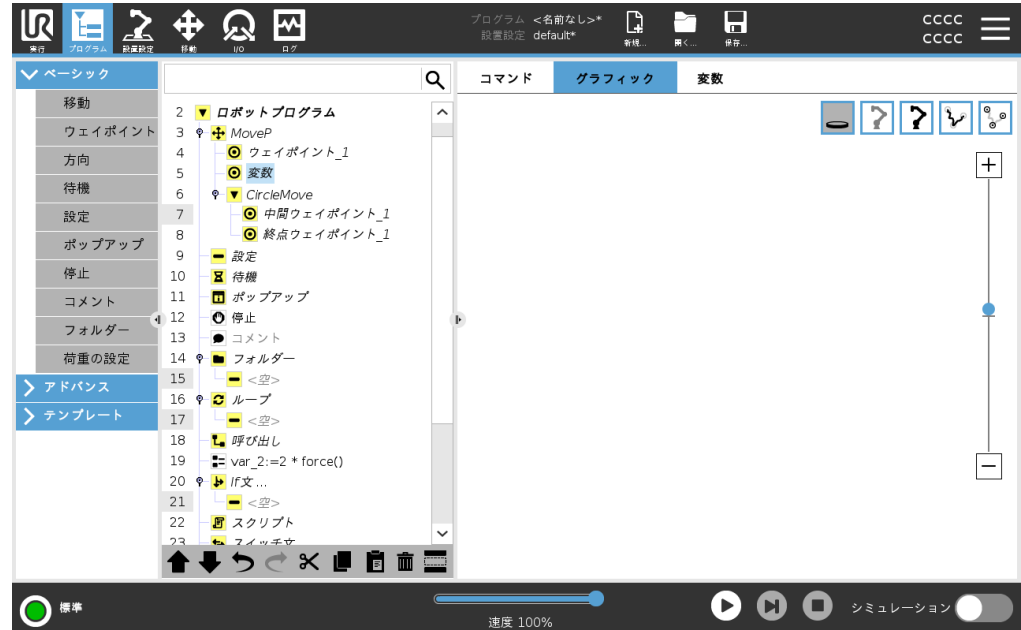 UR
プログラム <名前なし>*
設置設定 default*
CCCC
CCCC
実行
プログラム
設置設定
移動
I/O
ログ
新規...
開く...
保存...
ベーシック
移動
ウェイポイント
方向
待機
設定
ポップアップ
停止
コメント
フォルダー
荷重の設定
アドバンス
テンプレート
2 ロボットプログラム
3 MoveP
4 ウェイポイント_1
5 変数
6 CircleMove
7 中間ウェイポイント_1
8 終点ウェイポイント_1
9 設定
10 待機
11 ポップアップ
12 停止
13 コメント
14 フォルダー
15 <空>
16 ループ
17 <空>
18 呼び出し
19 var_2:=2 * force()
20 If文...
21 <空>
22 スクリプト
23 スイッチ文
コマンド
グラフィック
変数
標準
速度 100%
シミュレーション